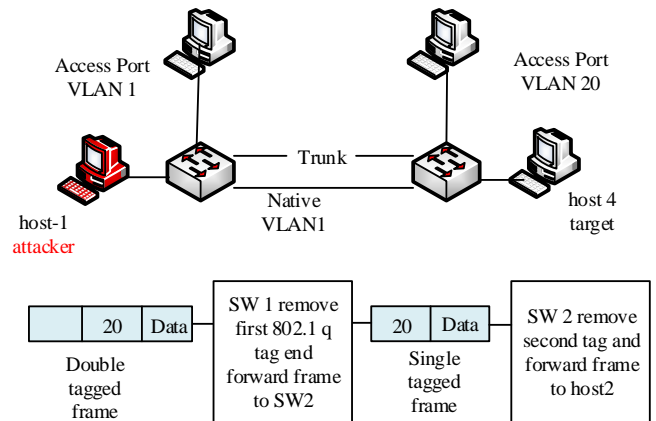 Access Port
VLAN 1
Access Port
VLAN 20
Trunk
Native
VLAN1
host-1
attacker
host 4
target
20
Data
Double
tagged
frame
SW 1 remove
first 802.1 q
tag end
forward frame
to SW2
20
Data
Single
tagged
frame
SW 2 remove
second tag and
forward frame
to host2